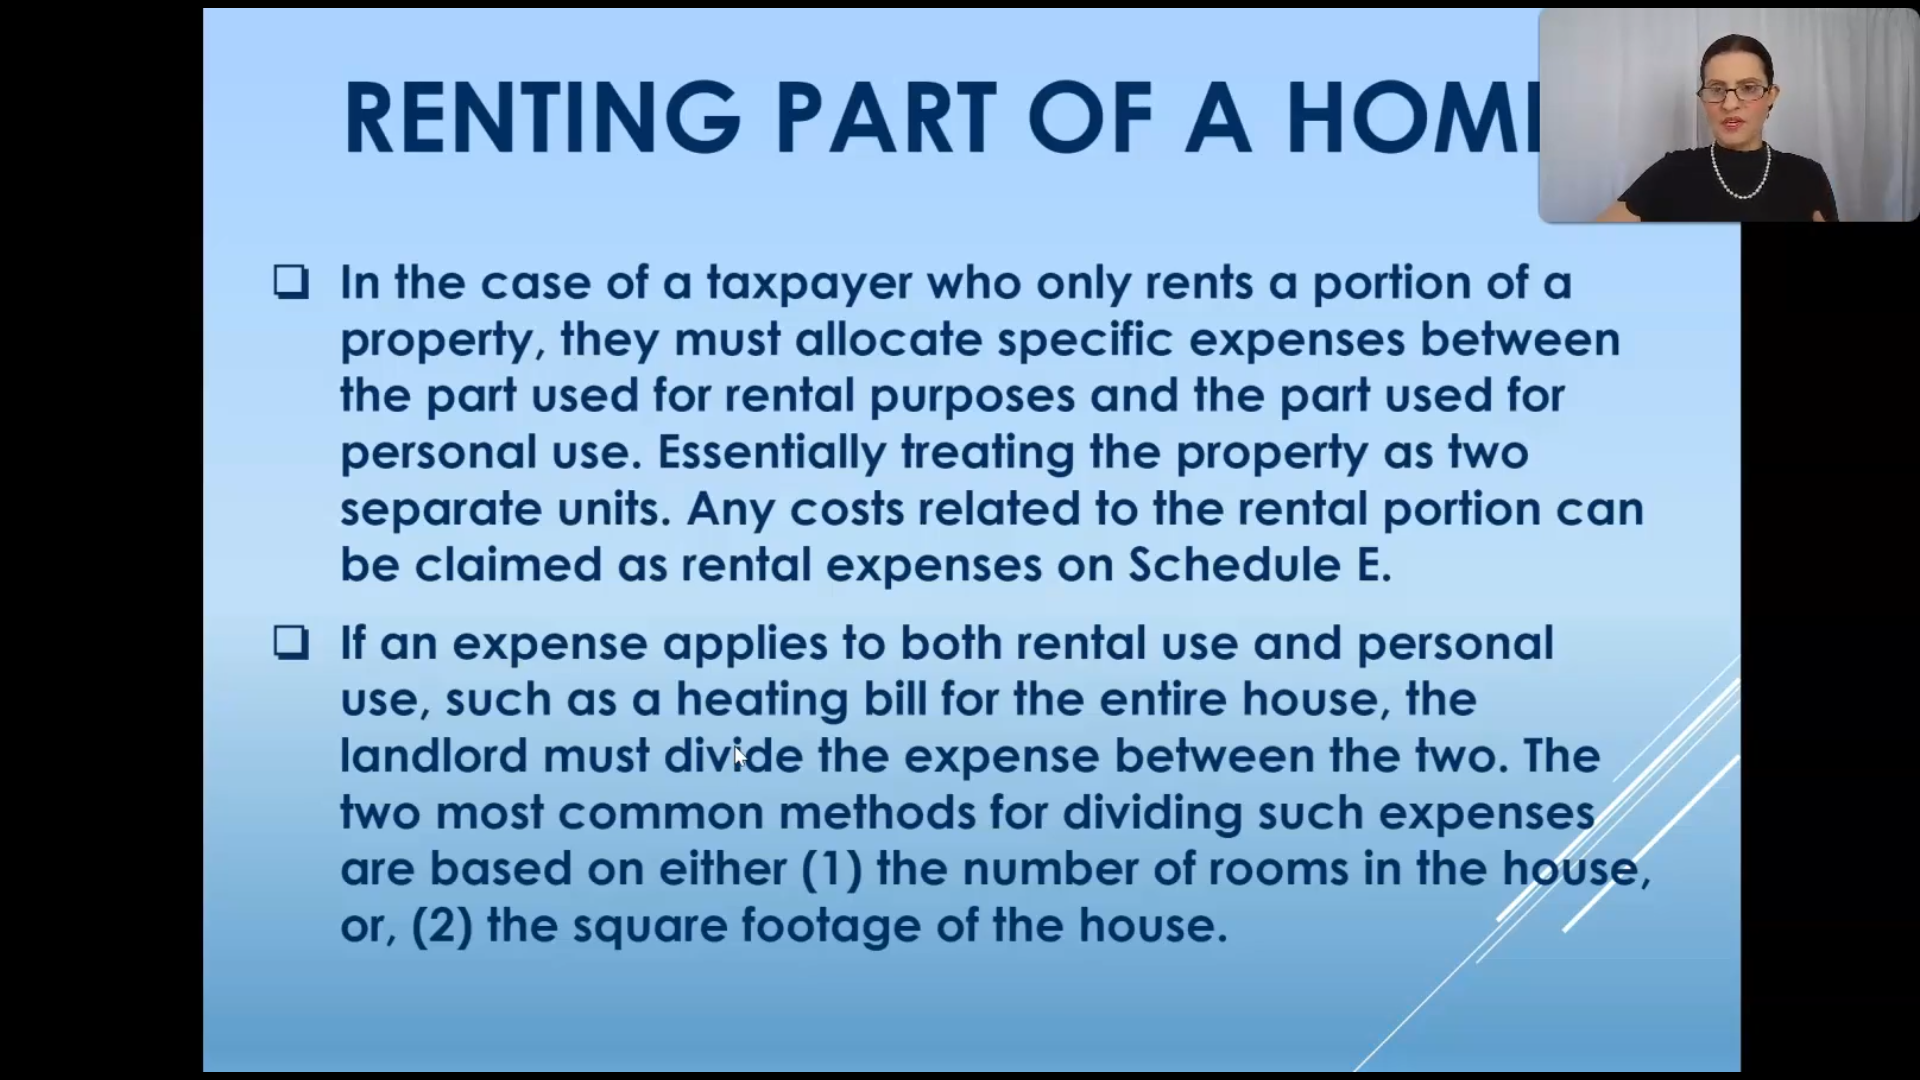 RENTING PART OF A HOM
In the case of a taxpayer who only rents a portion of a
property, they must allocate specific expenses between
the part used for rental purposes and the part used for
personal use. Essentially treating the property as two
separate units. Any costs related to the rental portion can
be claimed as rental expenses on Schedule E.
If an expense applies to both rental use and personal
use, such as a heating bill for the entire house, the
landlord must divide the expense between the two. The
two most common methods for dividing such expenses
are based on either (1) the number of rooms in the house,
or, (2) the square footage of the house.